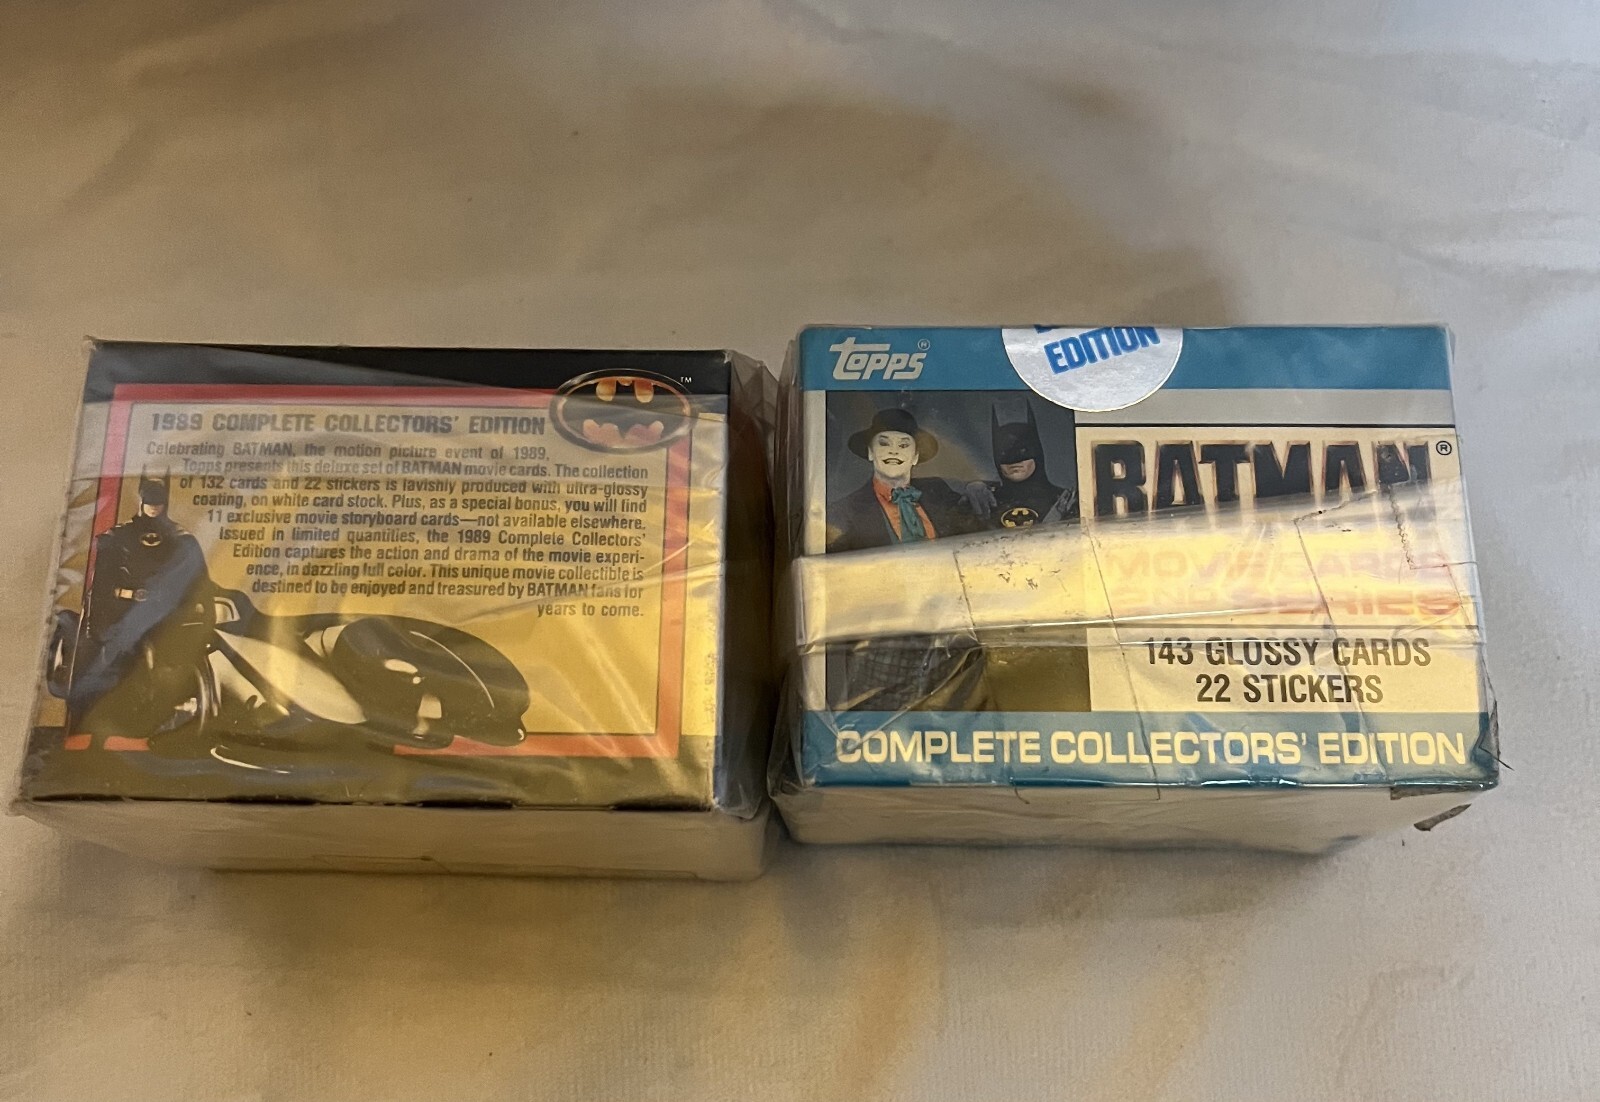 TM
1989 COMPLETE COLLECTORS' EDITION
Celebrating BATMAN, the motion picture event of 1989,
Topps presents this deluxe set of BATMAN movie cards. The collection
of 132 cards and 22 stickers is lavishly produced with ultra-glossy
coating, on white card stock. Plus, as a special bonus, you will find
11 exclusive movie storyboard cards—not available elsewhere.
Issued in limited quantities, the 1989 Complete Collectors'
Edition captures the action and drama of the movie experi-
ence, in dazzling full color. This unique movie collectible is
destined to be enjoyed and treasured by BATMAN fans for
years to come.
Topps®
EDITION
BATMAN®
MOVIE CARDS
2ND SERIES
143 GLOSSY CARDS
22 STICKERS
COMPLETE COLLECTORS' EDITION